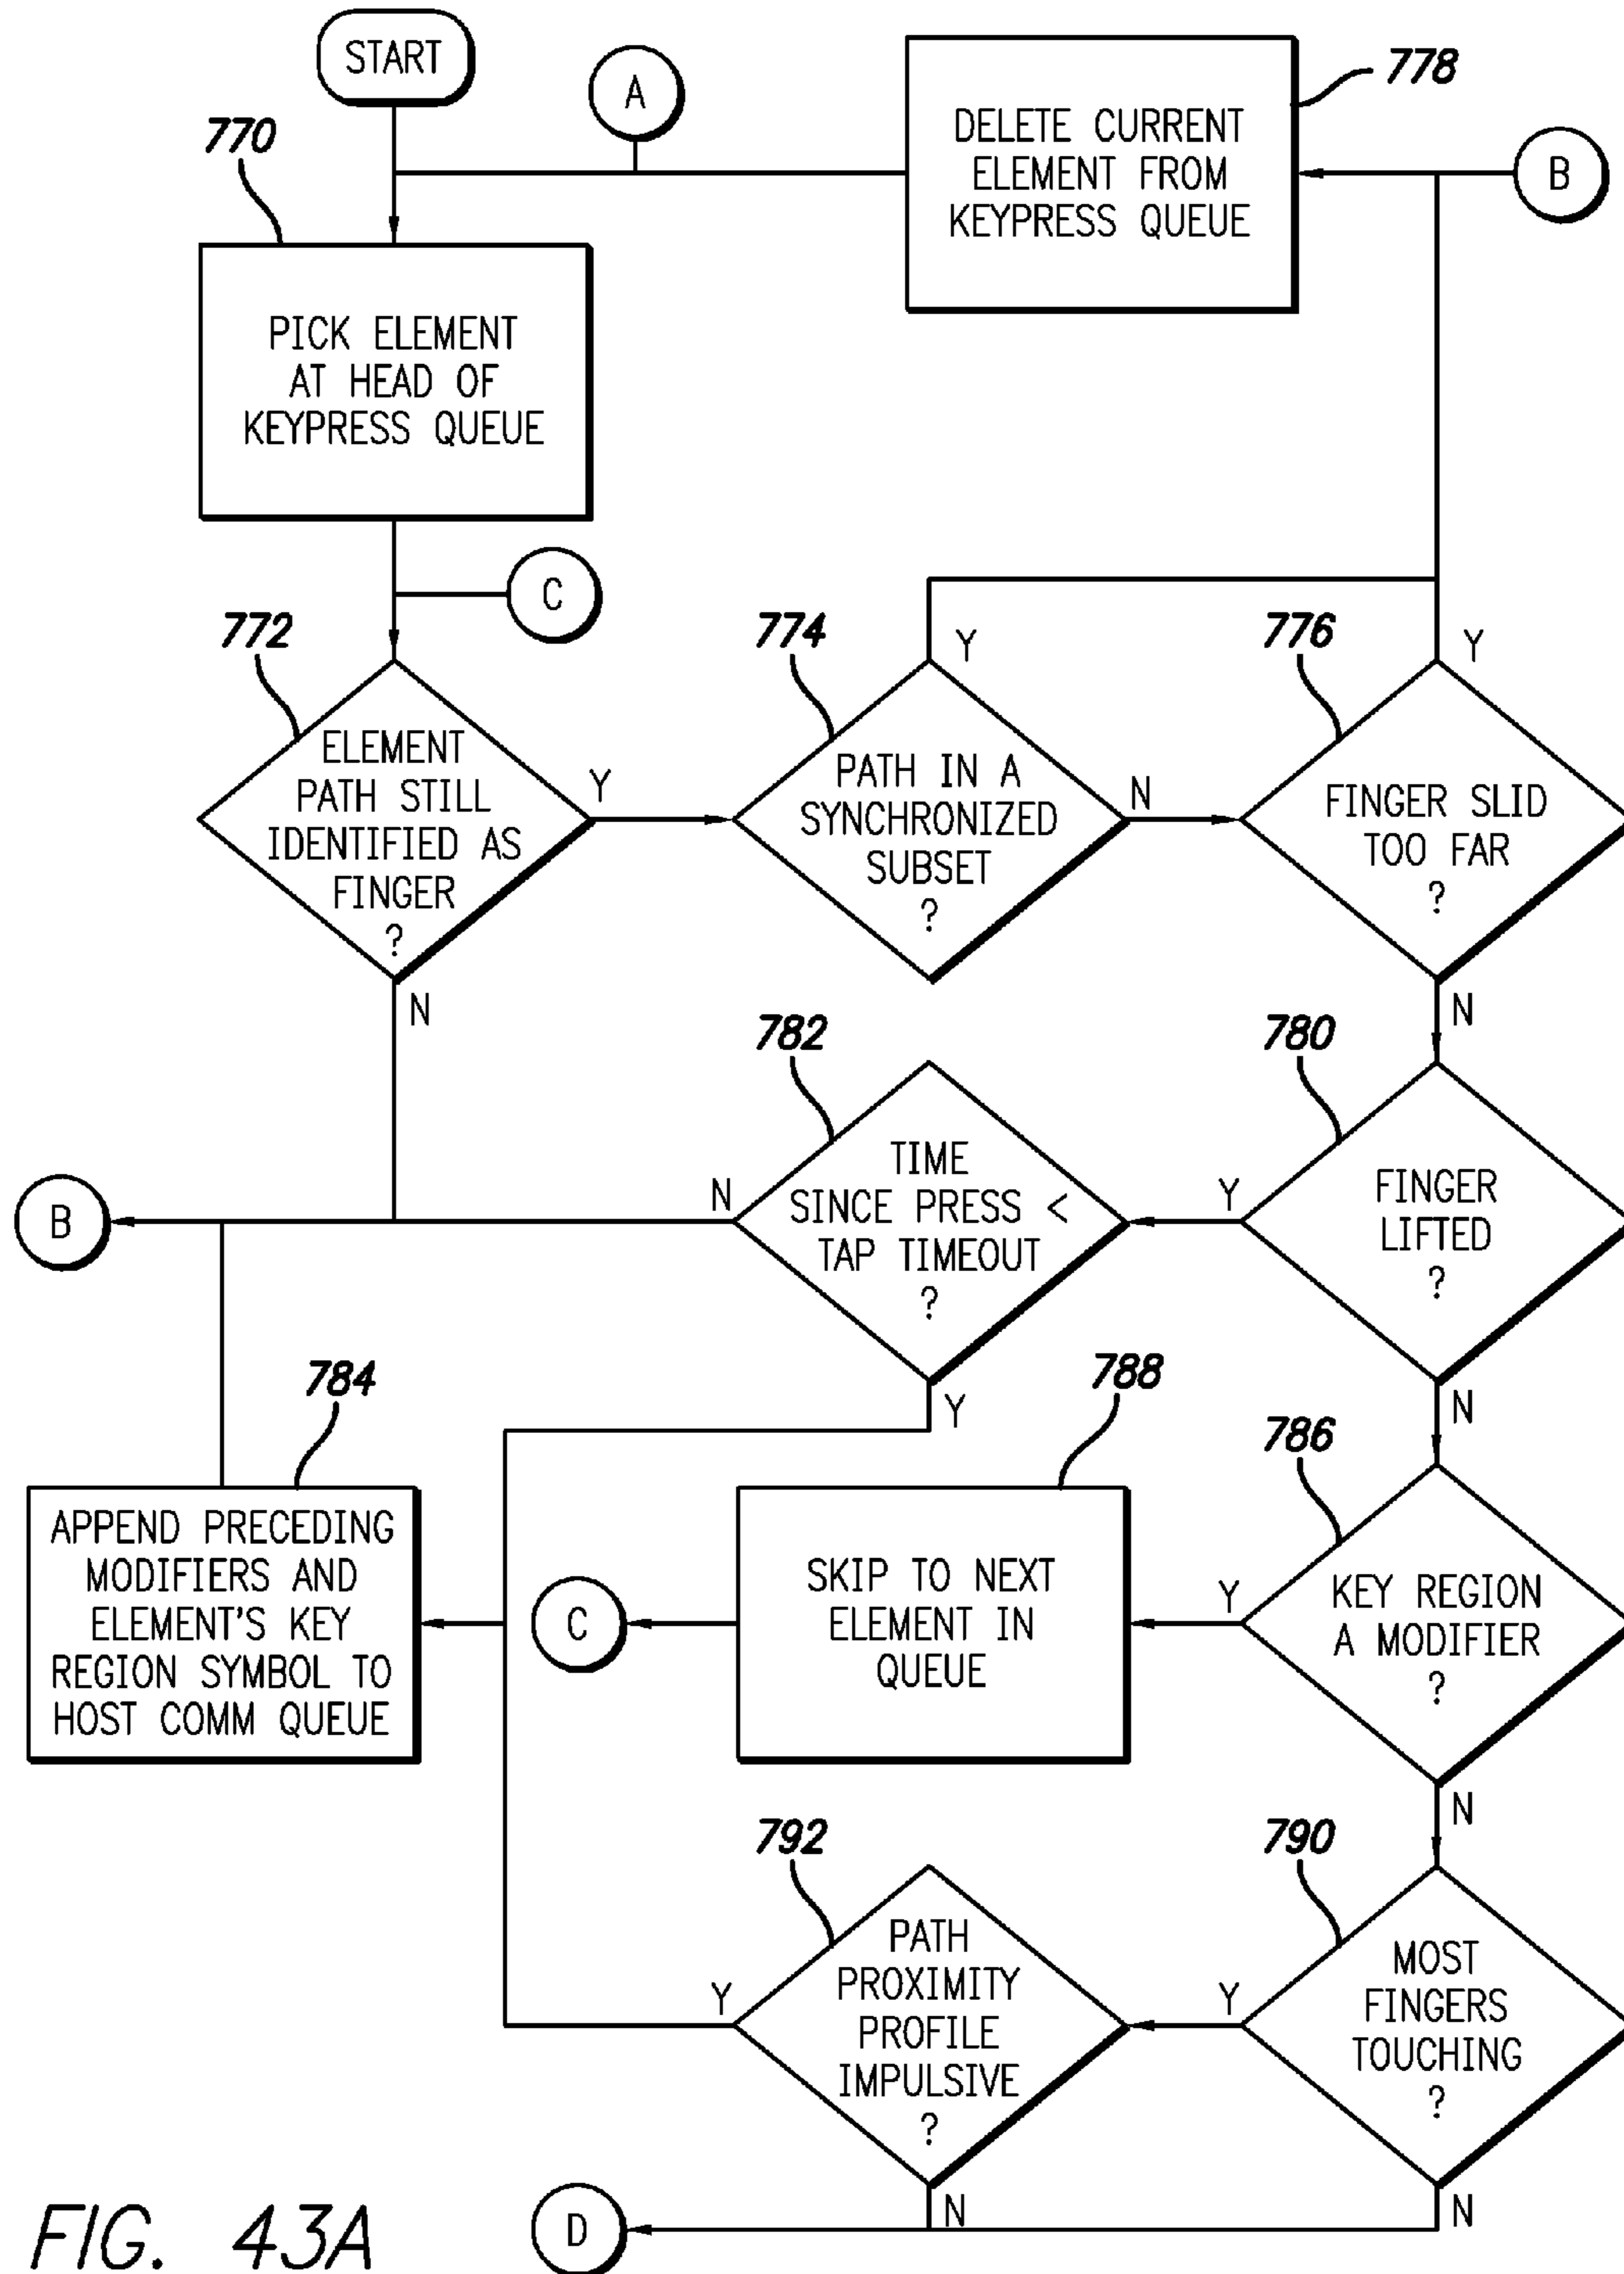 START
A
778
DELETE CURRENT
ELEMENT FROM
KEYPRESS QUEUE
B
770
PICK ELEMENT
AT HEAD OF
KEYPRESS QUEUE
C
772
ELEMENT
PATH STILL
IDENTIFIED AS
FINGER
?
Y
N
774
Y
PATH IN A
SYNCHRONIZED
SUBSET
?
N
776
Y
FINGER SLID
TOO FAR
?
N
780
FINGER
LIFTED
?
Y
N
782
TIME
SINCE PRESS <
TAP TIMEOUT
?
N
Y
B
784
APPEND PRECEDING
MODIFIERS AND
ELEMENT'S KEY
REGION SYMBOL TO
HOST COMM QUEUE
C
788
SKIP TO NEXT
ELEMENT IN
QUEUE
786
Y
KEY REGION
A MODIFIER
?
N
792
Y
PATH
PROXIMITY
PROFILE
IMPULSIVE
?
N
790
Y
MOST
FINGERS
TOUCHING
?
N
D
FIG. 43A